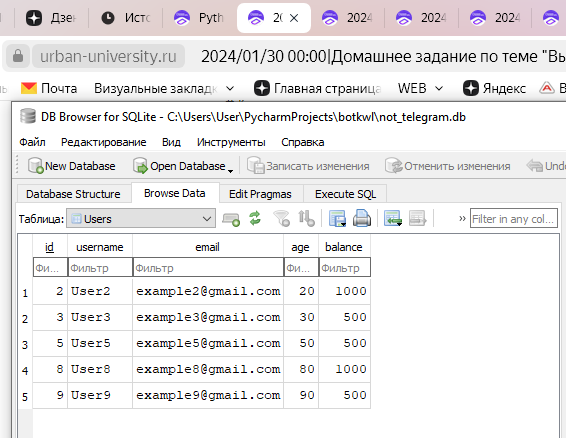 Дзен Исто Pyth 20 2024 2024 2024
urban-university.ru 2024/01/30 00:00|Домашнее задание по теме "Вы
Почта Визуальные закладк Главная страница WEB Яндекс А В
DB Browser for SQLite - C:\Users\User\PycharmProjects\botkwl\not_telegram.db
Файл Редактирование Вид Инструменты Справка
New Database Open Database Записать изменения Отменить изменения Undo
Database Structure Browse Data Edit Pragmas Execute SQL
Таблица: Users Filter in any col...
id username email age balance
Фи... Фильтр Фильтр Фи... Фильтр
1 2 User2 example2@gmail.com 20 1000
2 3 User3 example3@gmail.com 30 500
3 5 User5 example5@gmail.com 50 500
4 8 User8 example8@gmail.com 80 1000
5 9 User9 example9@gmail.com 90 500